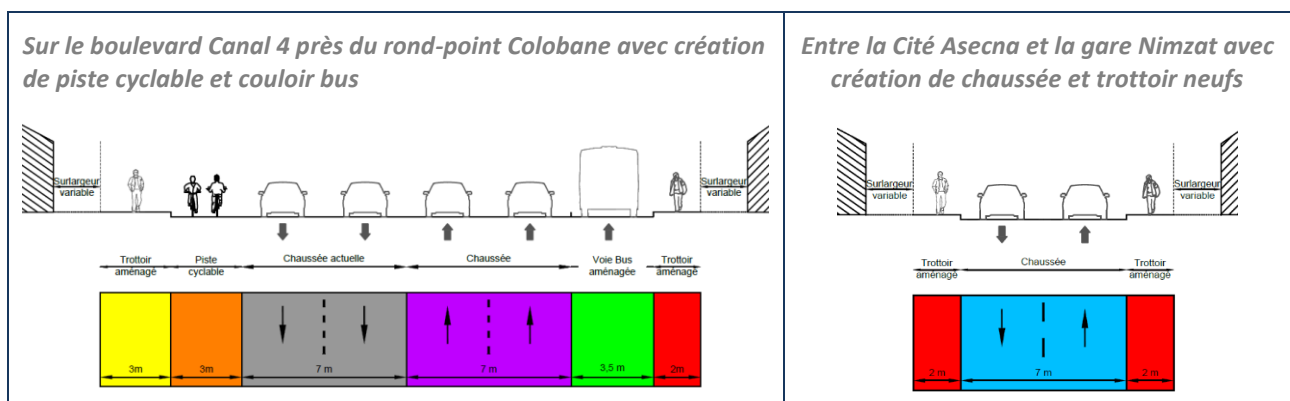 Sur le boulevard Canal 4 près du rond-point Colobane avec création
de piste cyclable et couloir bus
Surlargeur
variable
Surlargeur
variable
Trottoir
aménagé
Piste
cyclable
Chaussée actuelle
Chaussée
Voie Bus
aménagée
Trottoir
aménagé
3m
3m
7 m
7 m
3,5 m
2m
Entre la Cité Asecna et la gare Nimzat avec
création de chaussée et trottoir neufs
Surlargeur
variable
Surlargeur
variable
Trottoir
aménagé
Chaussée
Trottoir
aménagé
2 m
7 m
2 m